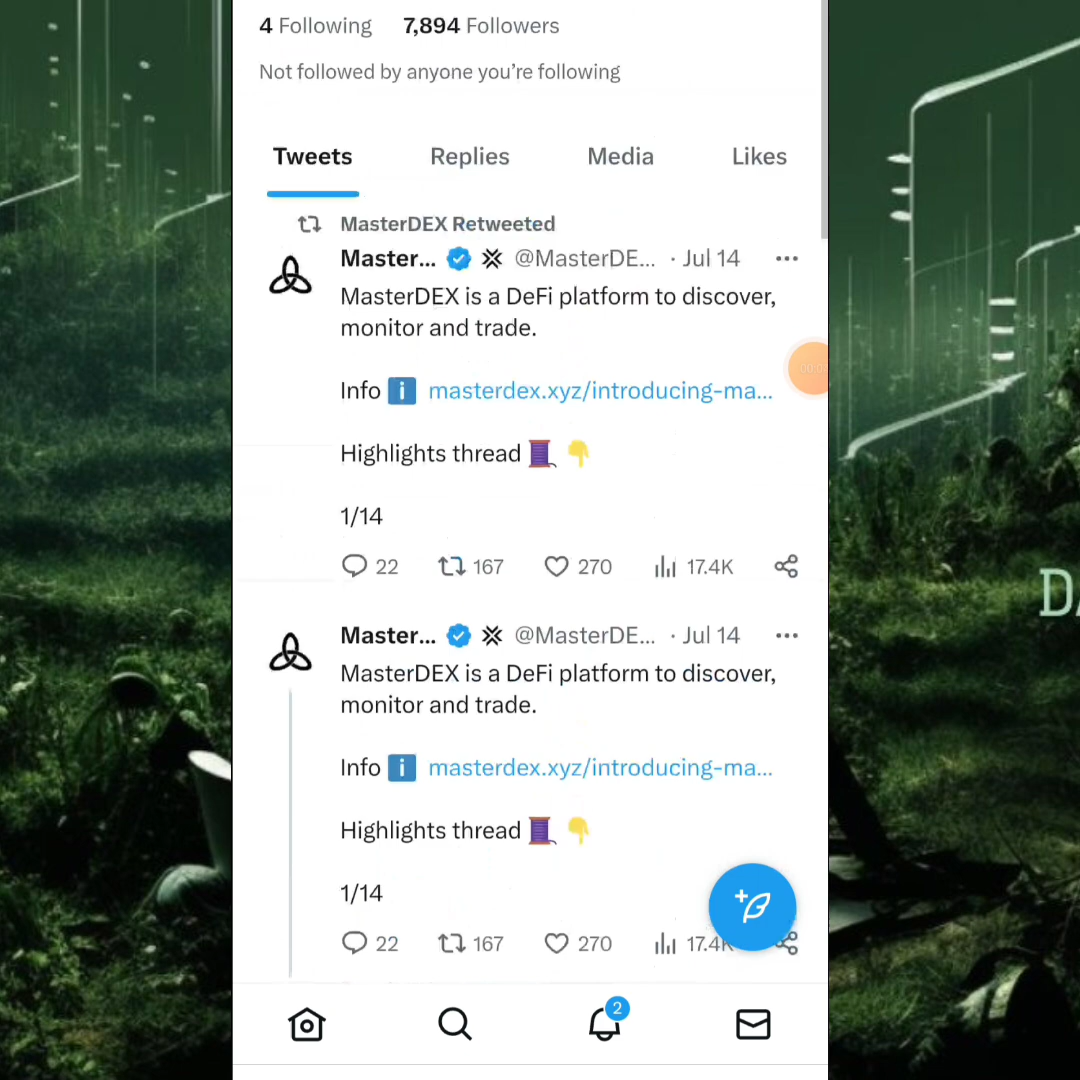 4 Following 7,894 Followers
Not followed by anyone you’re following
Tweets Replies Media Likes
MasterDEX Retweeted
Master... @MasterDE... · Jul 14
MasterDEX is a DeFi platform to discover,
monitor and trade.
Info ℹ️ masterdex.xyz/introducing-ma...
Highlights thread 🧵 👇
1/14
22 167 270 17.4K
Master... @MasterDE... · Jul 14
MasterDEX is a DeFi platform to discover,
monitor and trade.
Info ℹ️ masterdex.xyz/introducing-ma...
Highlights thread 🧵 👇
1/14
22 167 270 17.4K
2